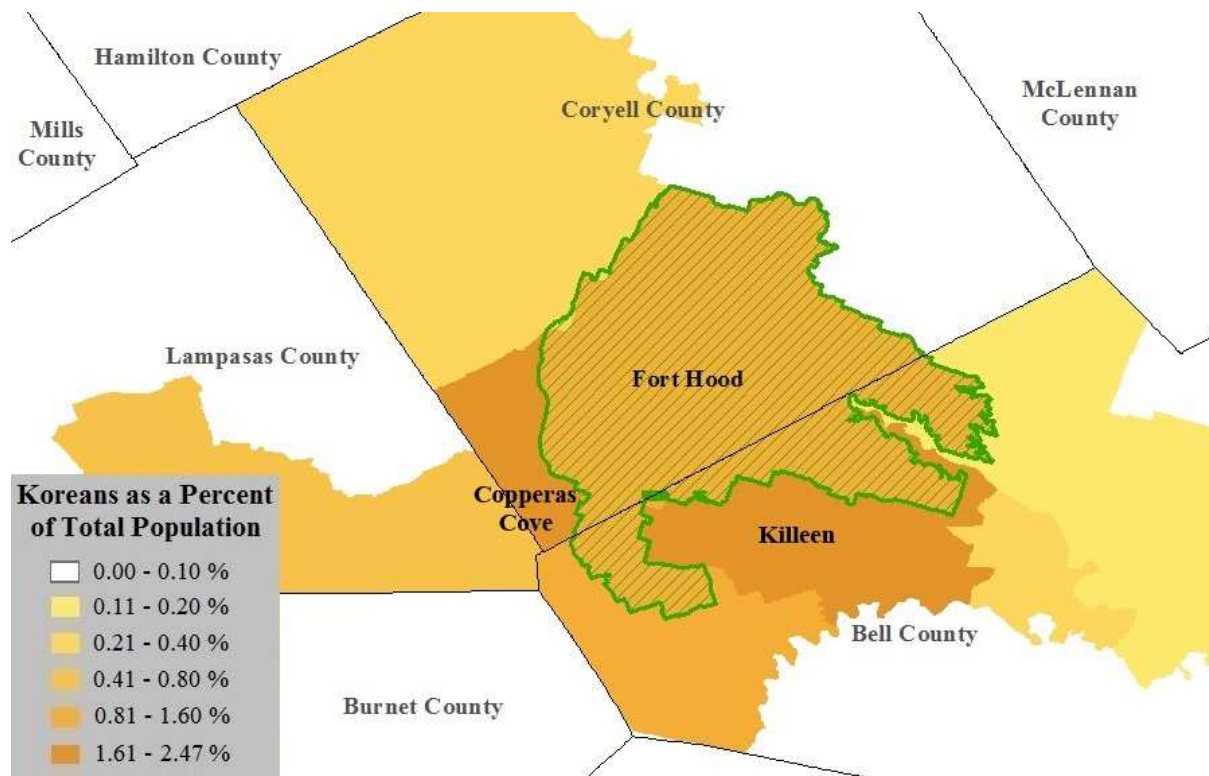 Hamilton County
Mills
County
Coryell County
McLennan
County
Lampasas County
Fort Hood
Copperas
Cove
Killeen
Bell County
Burnet County
Koreans as a Percent
of Total Population
0.00 - 0.10 %
0.11 - 0.20 %
0.21 - 0.40 %
0.41 - 0.80 %
0.81 - 1.60 %
1.61 - 2.47 %